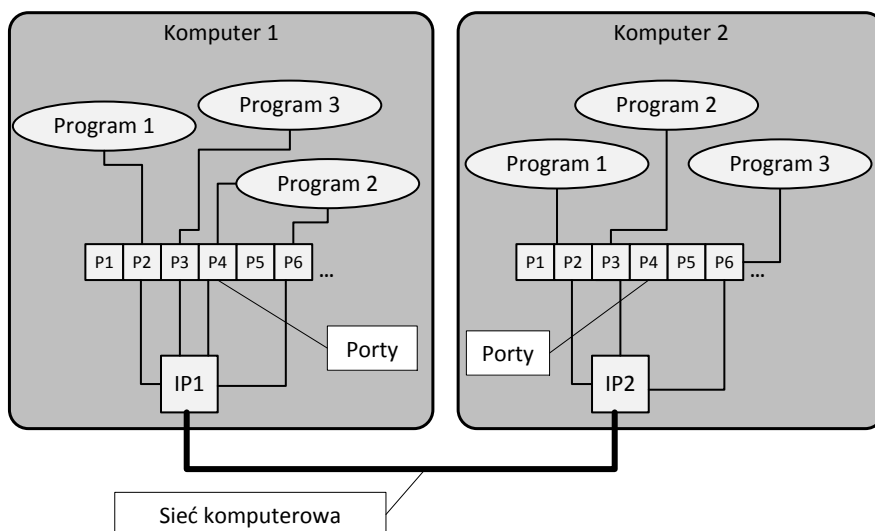 Komputer 1
Program 3
Program 1
Program 2
P1 P2 P3 P4 P5 P6 ...
Porty
IP1
Komputer 2
Program 2
Program 1
Program 3
P1 P2 P3 P4 P5 P6 ...
Porty
IP2
Sieć komputerowa